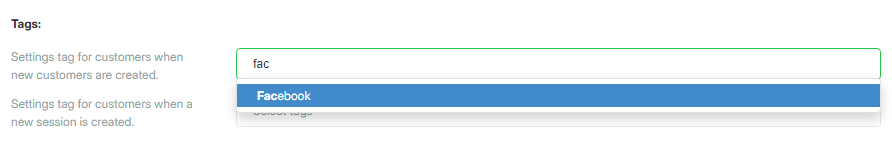 Tags:
Settings tag for customers when
new customers are created.
fac
Facebook
Settings tag for customers when a
new session is created.
Select tags